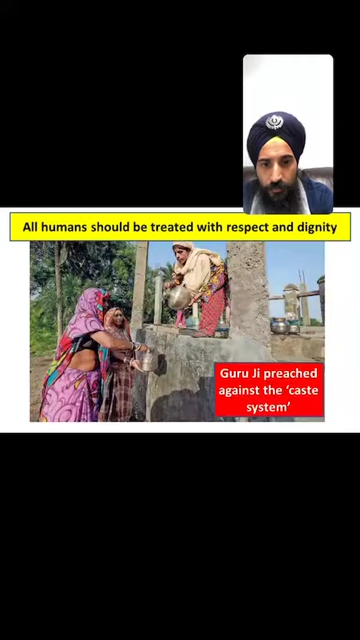 All humans should be treated with respect and dignity
Guru Ji preached
against the ‘caste
system’